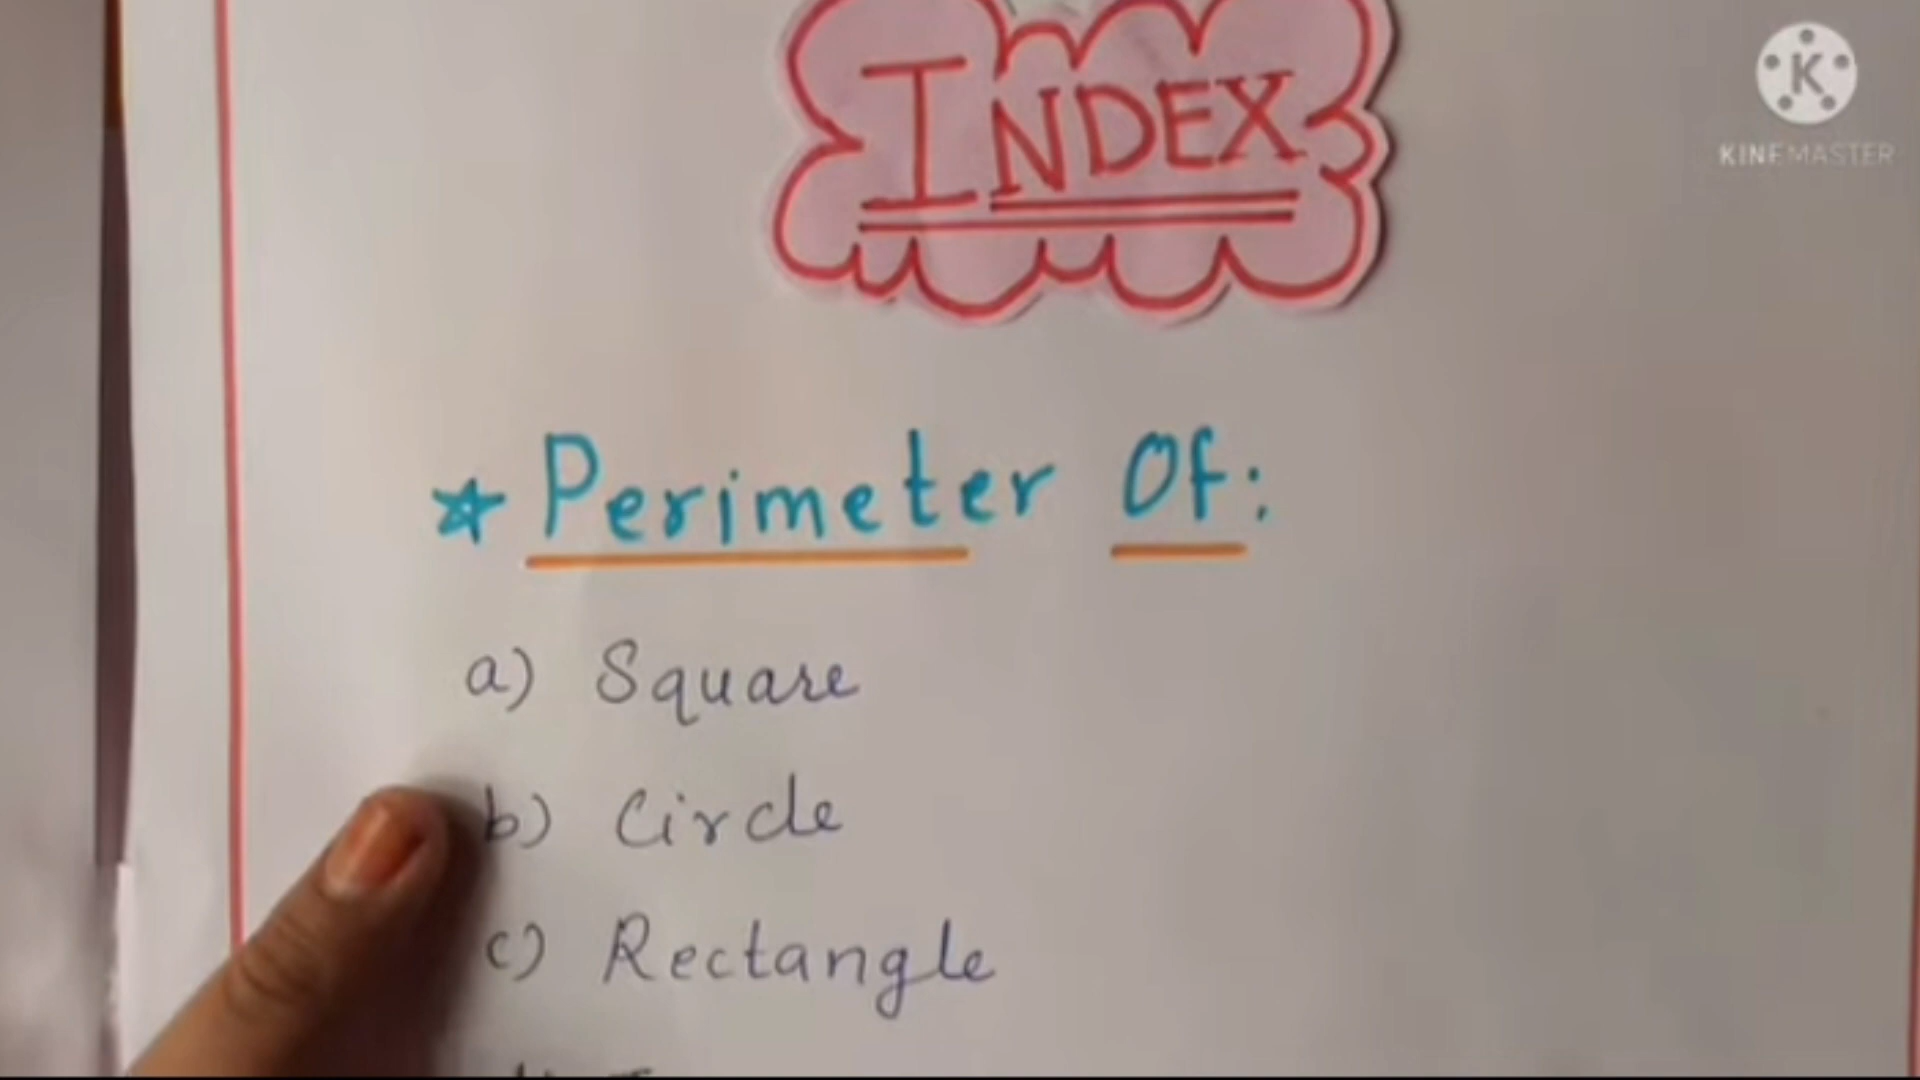 INDEX
K
KINEMASTER
* Perimeter Of:
a) Square
b) Circle
c) Rectangle